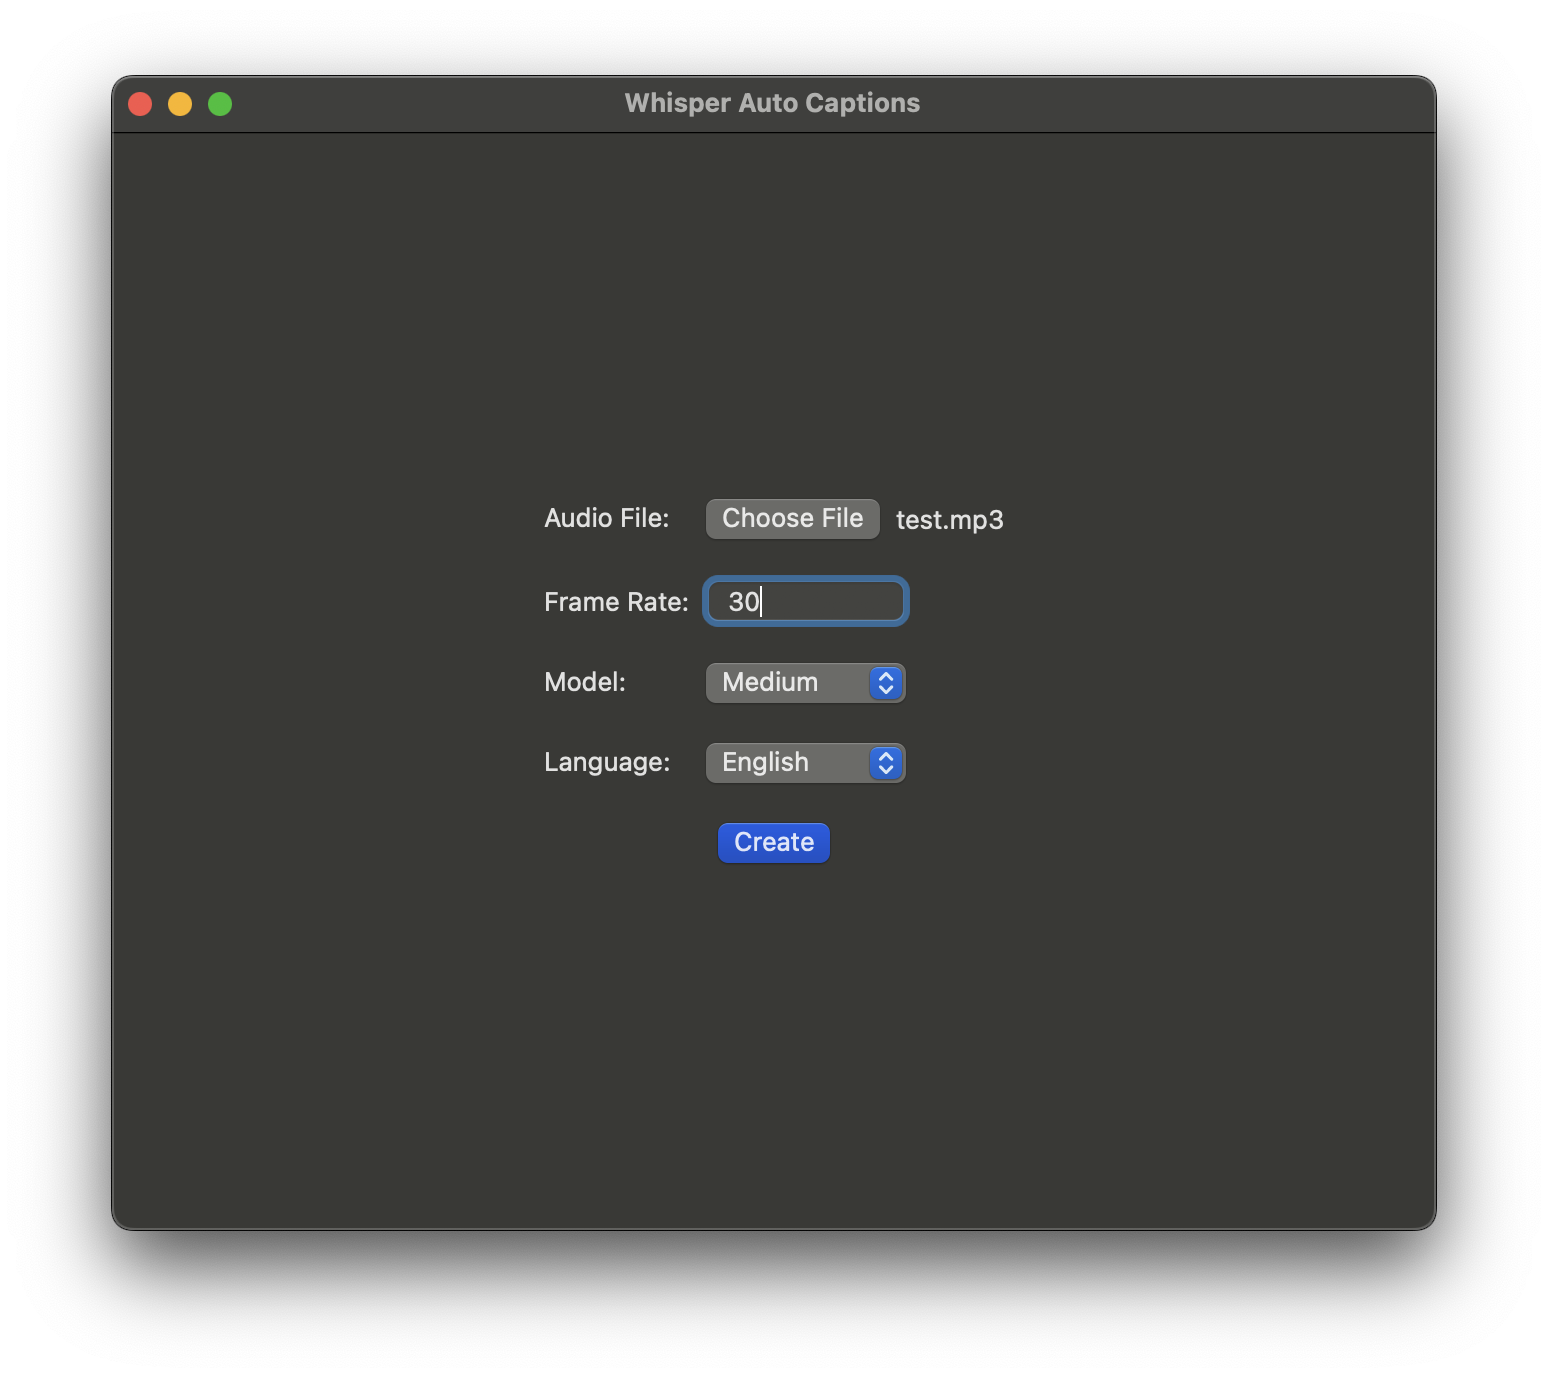 Whisper Auto Captions
Audio File: Choose File test.mp3
Frame Rate: 30
Model: Medium
Language: English
Create